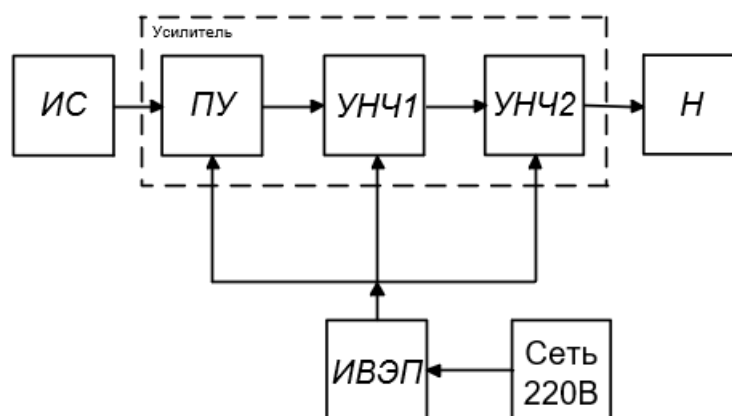 Усилитель
ИС
ПУ
УНЧ1
УНЧ2
Н
ИВЭП
Сеть
220В